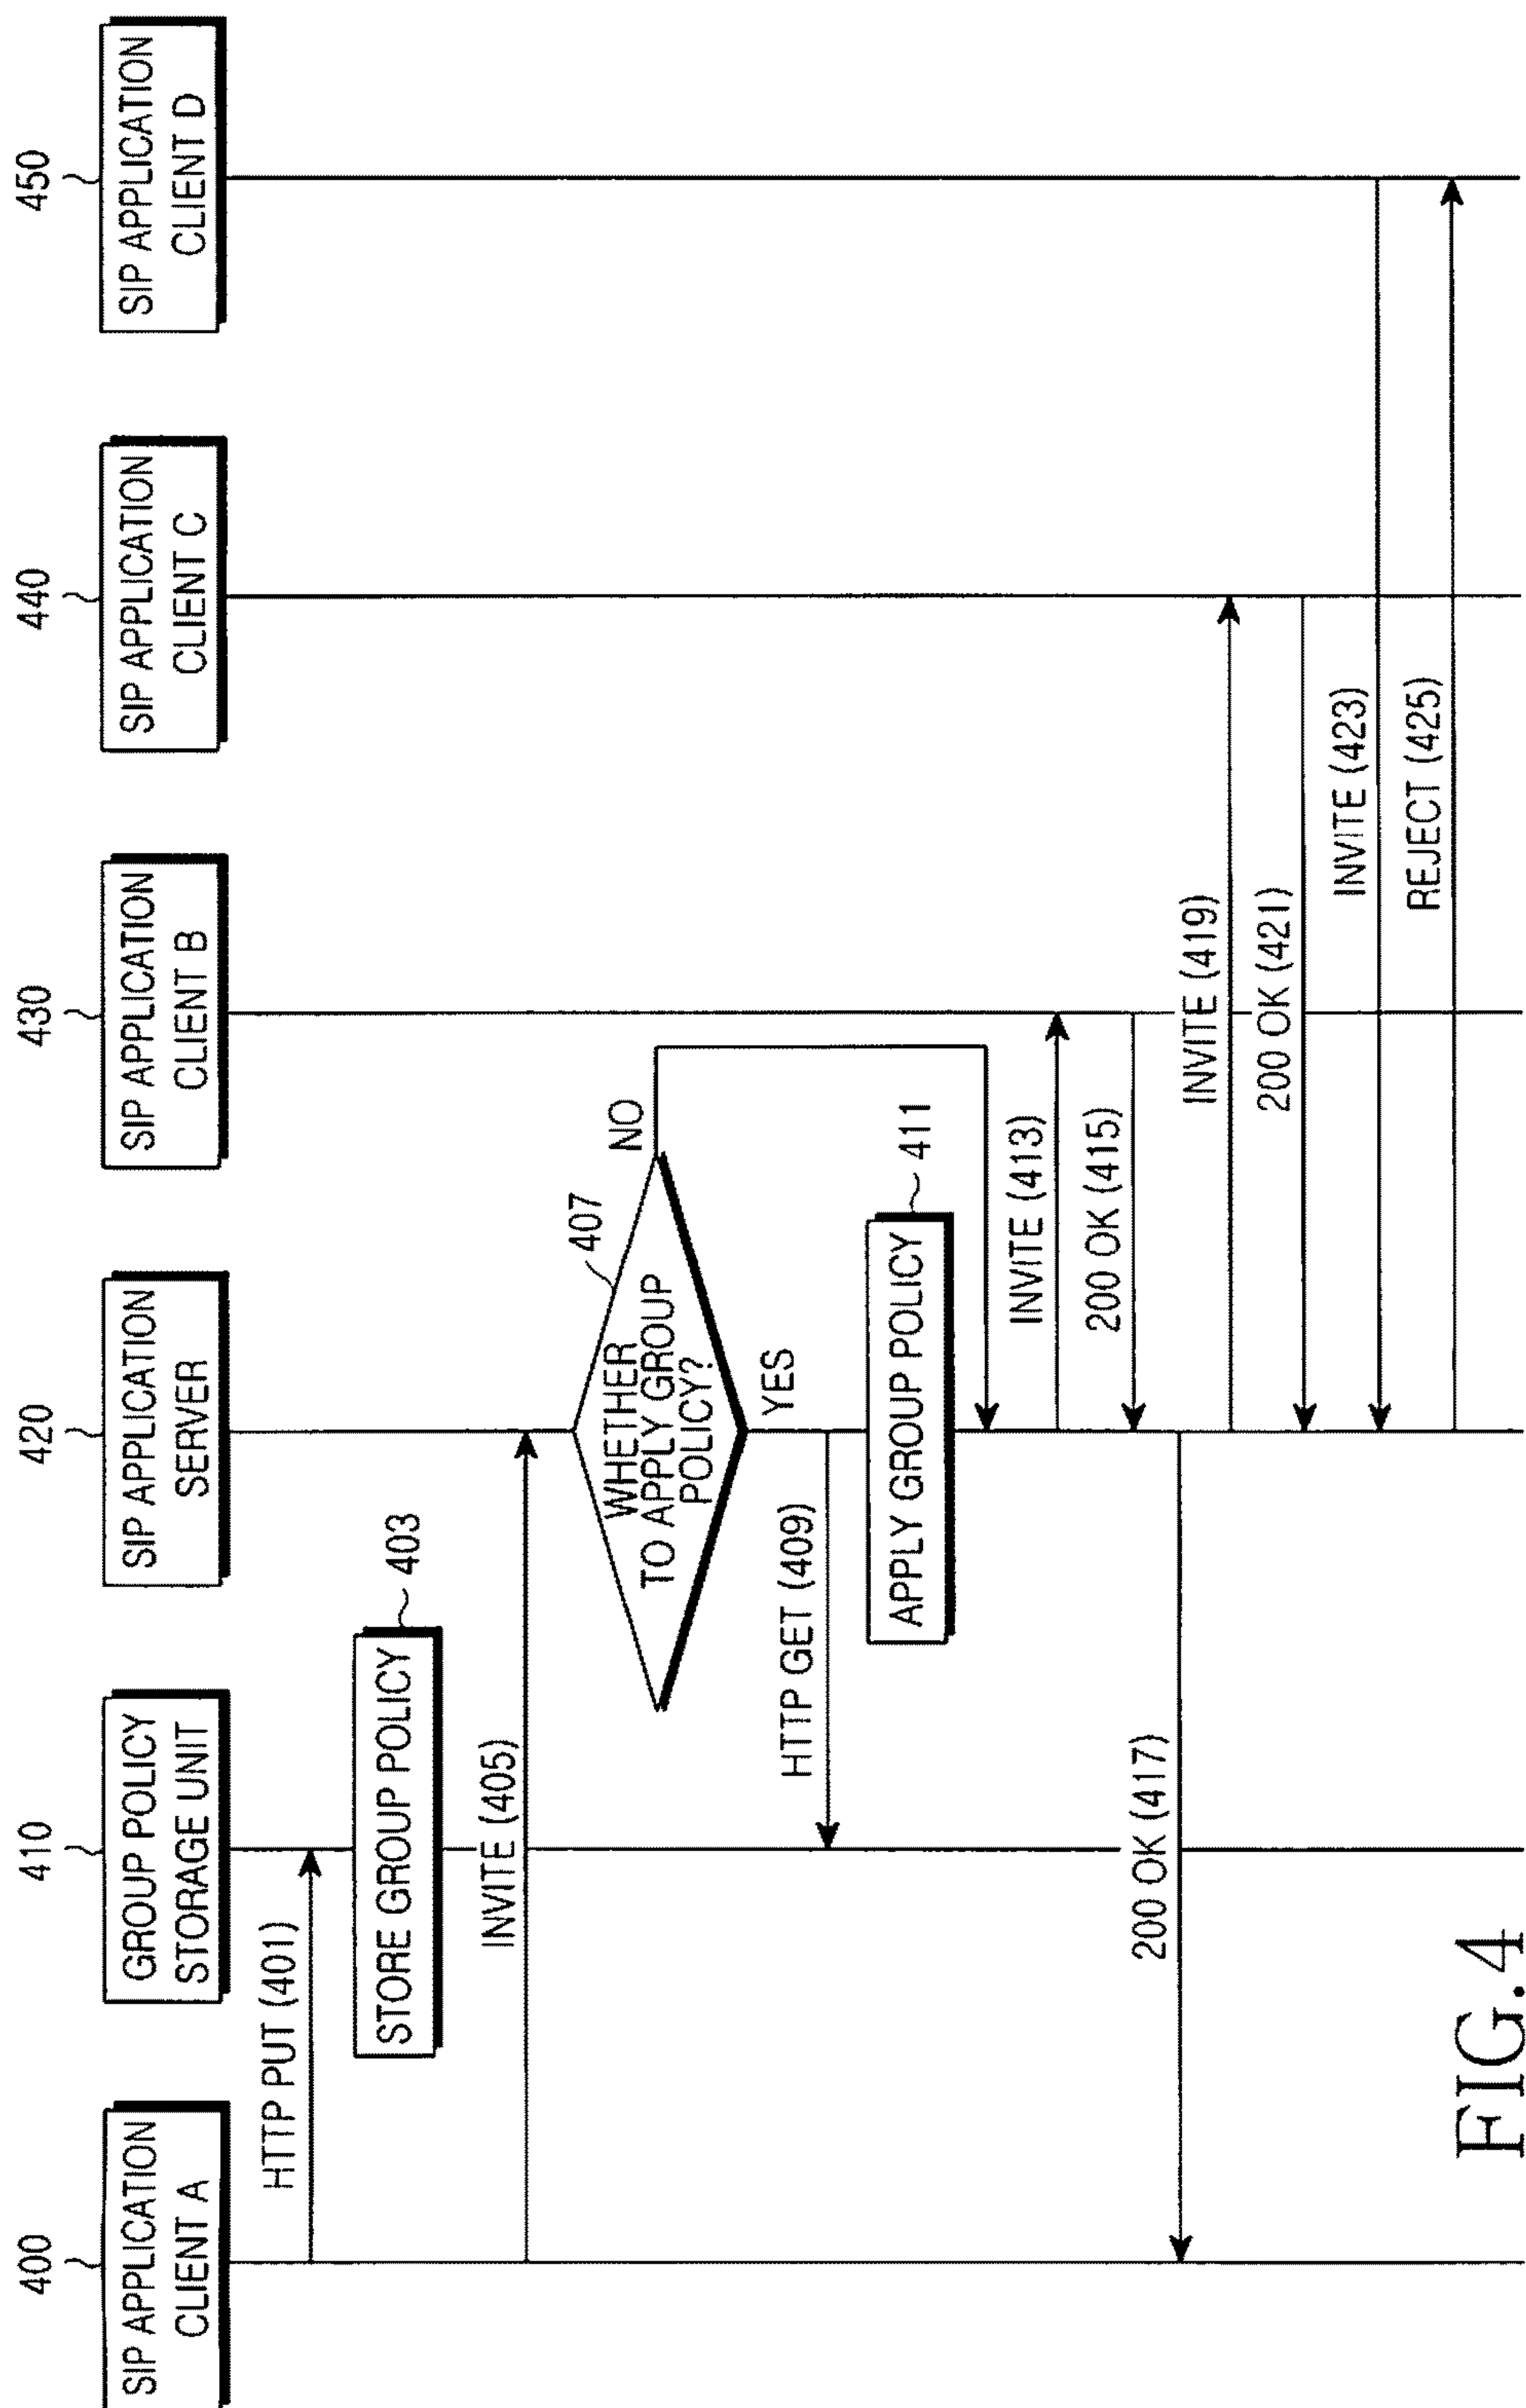 400
SIP APPLICATION
CLIENT A
410
GROUP POLICY
STORAGE UNIT
420
SIP APPLICATION
SERVER
430
SIP APPLICATION
CLIENT B
440
SIP APPLICATION
CLIENT C
450
SIP APPLICATION
CLIENT D
HTTP PUT (401)
STORE GROUP POLICY
403
INVITE (405)
407
WHETHER
TO APPLY GROUP
POLICY?
NO
YES
HTTP GET (409)
APPLY GROUP POLICY
411
INVITE (413)
200 OK (415)
200 OK (417)
INVITE (419)
200 OK (421)
INVITE (423)
REJECT (425)
FIG.4